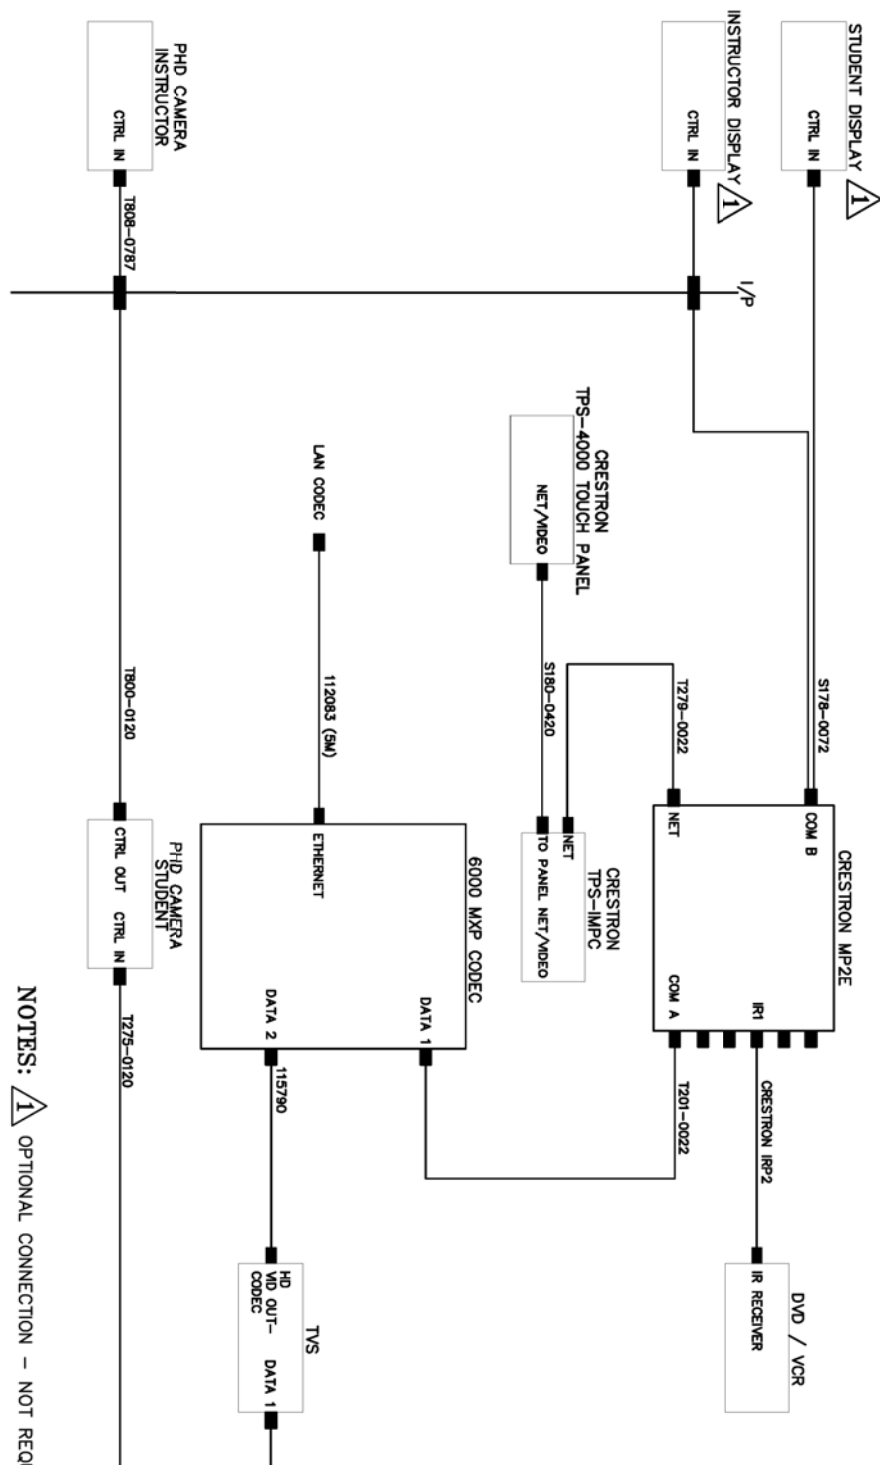 STUDENT DISPLAY
1
CTRL IN
INSTRUCTOR DISPLAY
1
CTRL IN
PHD CAMERA
INSTRUCTOR
CTRL IN
T808-0787
I/P
CRESTRON
TPS-4000 TOUCH PANEL
NET/VIDEO
LAN CODEC
S178-0072
T279-0022
S180-0420
112083 (5M)
T800-0120
CRESTRON MP2E
COM B
NET
IR1
COM A
CRESTRON
TPS-IMPC
NET
TO PANEL NET/VIDEO
6000 MXP CODEC
ETHERNET
DATA 1
DATA 2
PHD CAMERA
STUDENT
CTRL OUT CTRL IN
CRESTRON IRP2
T201-0022
115790
T275-0120
DVD / VCR
IR RECEIVER
TVS
HD
VID OUT-
CODEC
DATA 1
NOTES: 1 OPTIONAL CONNECTION - NOT REQU